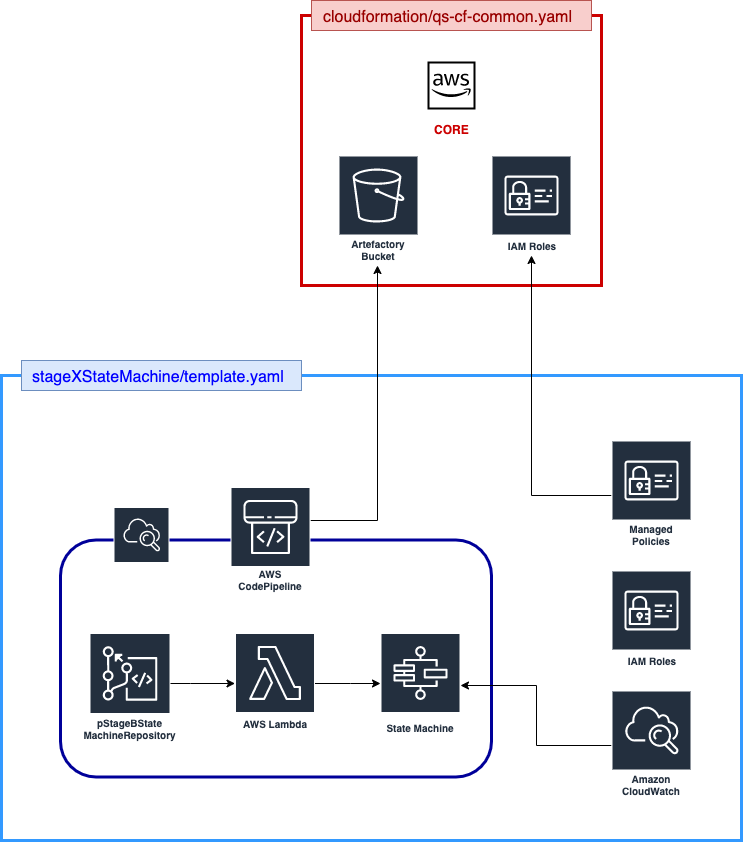 cloudformation/qs-cf-common.yaml
aws
CORE
Artefactory
Bucket
IAM Roles
stageXStateMachine/template.yaml
Managed
Policies
AWS
CodePipeline
IAM Roles
pStageBState
MachineRepository
AWS Lambda
State Machine
Amazon
CloudWatch